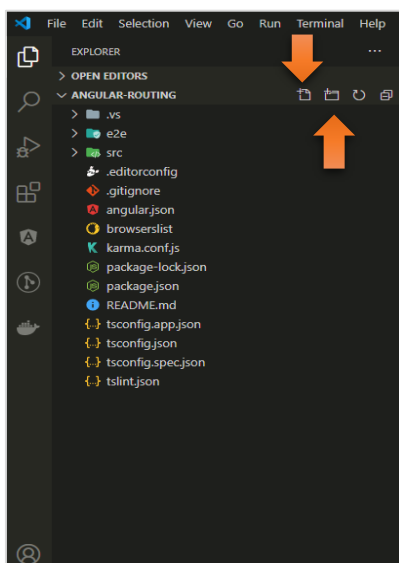 File Edit Selection View Go Run Terminal Help
EXPLORER
OPEN EDITORS
ANGULAR-ROUTING
.vs
e2e
src
.editorconfig
.gitignore
angular.json
browserslist
karma.conf.js
package-lock.json
package.json
README.md
tsconfig.app.json
tsconfig.json
tsconfig.spec.json
tslint.json